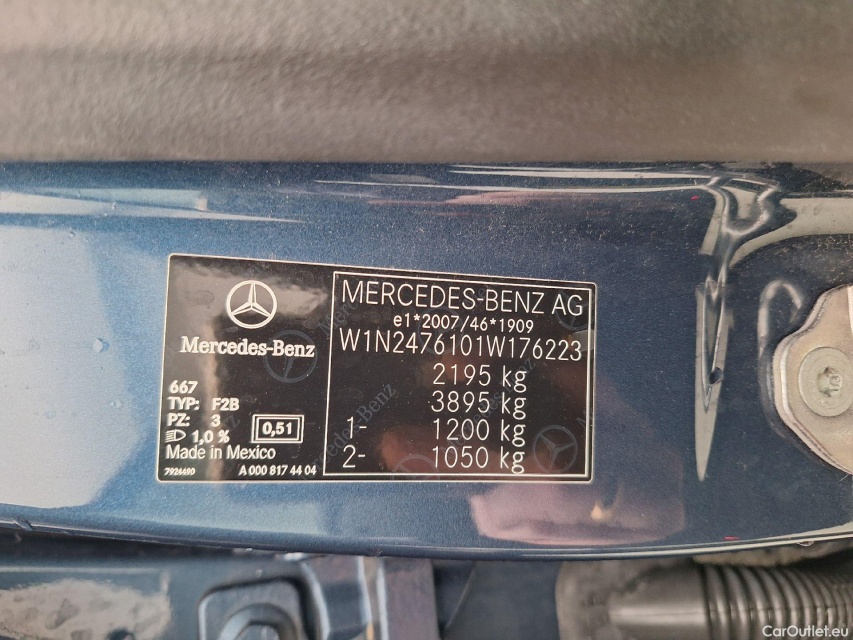 Mercedes-Benz
667
TYP: F2B
PZ: 3
1,0 %
0,51
Made in Mexico
7924690
A 000 817 44 04
MERCEDES-BENZ AG
e1*2007/46*1909
W1N2476101W176223
2195 kg
3895 kg
1- 1200 kg
2- 1050 kg
CarOutlet.eu